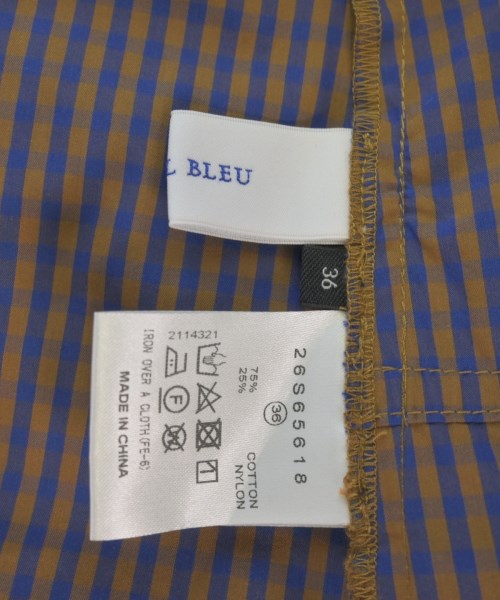 L BLEU
36
26S65618
36
75% COTTON
25% NYLON
2114321
F
IRON OVER A CLOTH(FE-6)
MADE IN CHINA